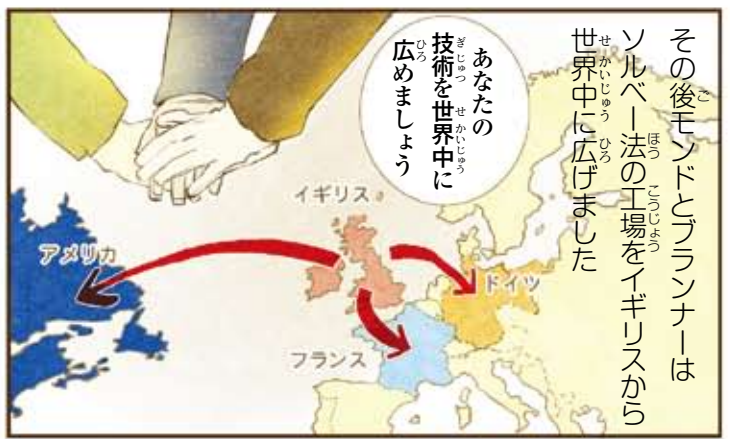 その後モンドとブランナーは
ソルベー法の工場をイギリスから
世界中に広げました
あなたの
技術を世界中に
広めましょう
イギリス
アメリカ
ドイツ
フランス